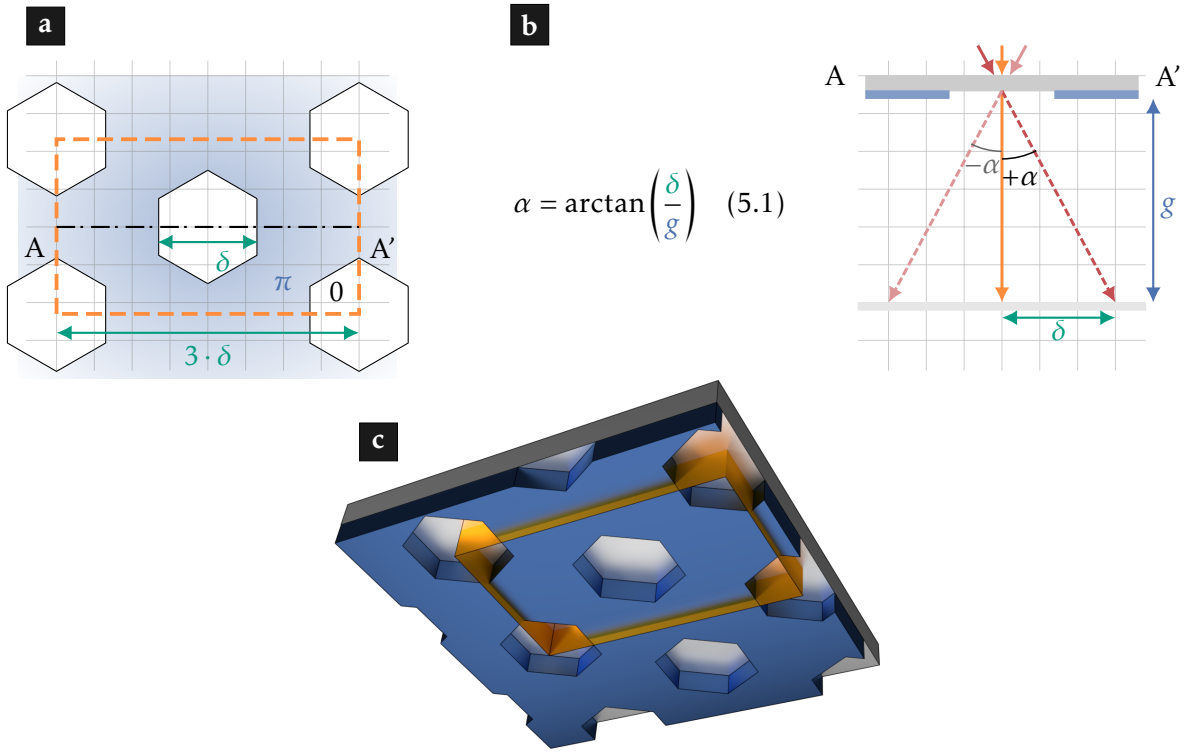 a
A
A'
δ
π
0
3 · δ
b
α = arctan(δ/g) (5.1)
A
A'
−α
+α
g
δ
c